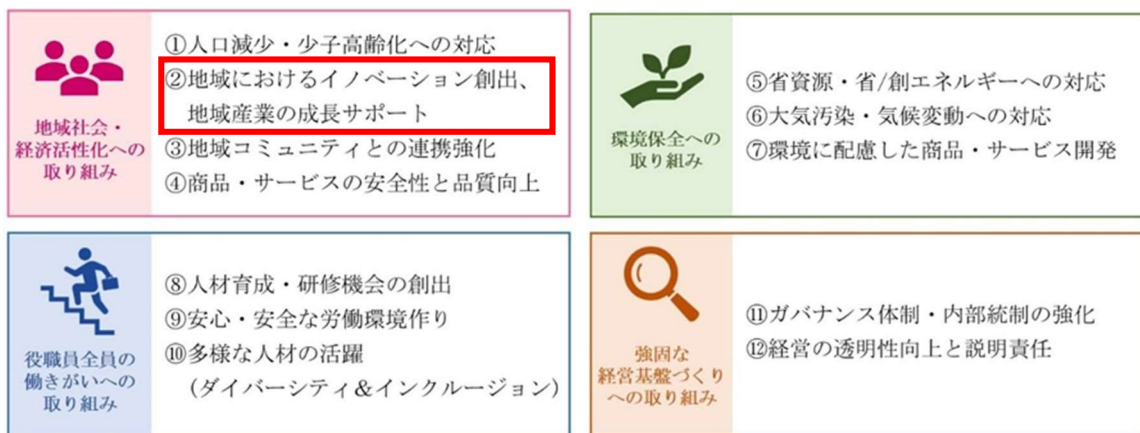 地域社会・
経済活性化への
取り組み
①人口減少・少子高齢化への対応
②地域におけるイノベーション創出、
地域産業の成長サポート
③地域コミュニティとの連携強化
④商品・サービスの安全性と品質向上
環境保全への
取り組み
⑤省資源・省/創エネルギーへの対応
⑥大気汚染・気候変動への対応
⑦環境に配慮した商品・サービス開発
役職員全員の
働きがいへの
取り組み
⑧人材育成・研修機会の創出
⑨安心・安全な労働環境作り
⑩多様な人材の活躍
(ダイバーシティ&インクルージョン)
強固な
経営基盤づくり
への取り組み
⑪ガバナンス体制・内部統制の強化
⑫経営の透明性向上と説明責任